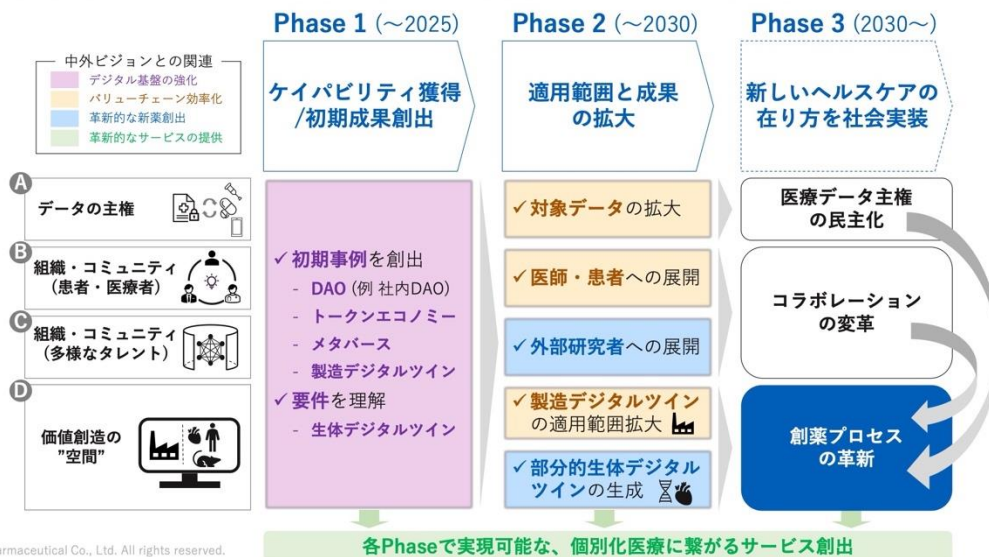 Phase 1 (～2025)
Phase 2 (～2030)
Phase 3 (2030～)
中外ビジョンとの関連
デジタル基盤の強化
バリューチェーン効率化
革新的な新薬創出
革新的なサービスの提供
ケイパビリティ獲得
/初期成果創出
適用範囲と成果
の拡大
新しいヘルスケアの
在り方を社会実装
A
データの主権
B
組織・コミュニティ
(患者・医療者)
C
組織・コミュニティ
(多様なタレント)
D
価値創造の
”空間”
✓ 初期事例を創出
- DAO (例 社内DAO)
- トークンエコノミー
- メタバース
- 製造デジタルツイン
✓ 要件を理解
- 生体デジタルツイン
✓ 対象データの拡大
✓ 医師・患者への展開
✓ 外部研究者への展開
✓ 製造デジタルツイン
の適用範囲拡大
✓ 部分的生体デジタル
ツインの生成
医療データ主権
の民主化
コラボレーション
の変革
創薬プロセス
の革新
各Phaseで実現可能な、個別化医療に繋がるサービス創出
armaceutical Co., Ltd. All rights reserved.